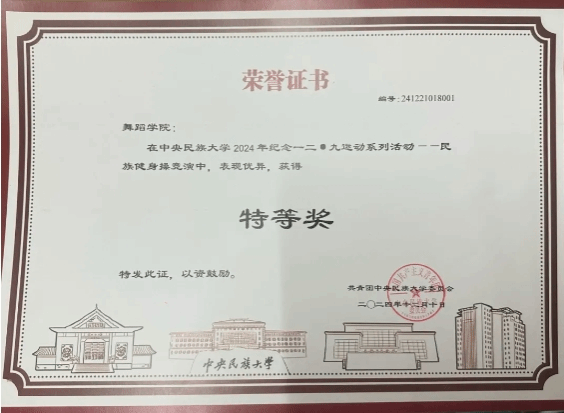 荣誉证书
编号:241221018001
舞蹈学院:
在中央民族大学2024年纪念一二·九运动系列活动——民
族健身操竞演中,表现优异,获得
特等奖
特发此证,以资鼓励。
共青团中央民族大学委员会
二〇二四年十二月十日
中央民族大学